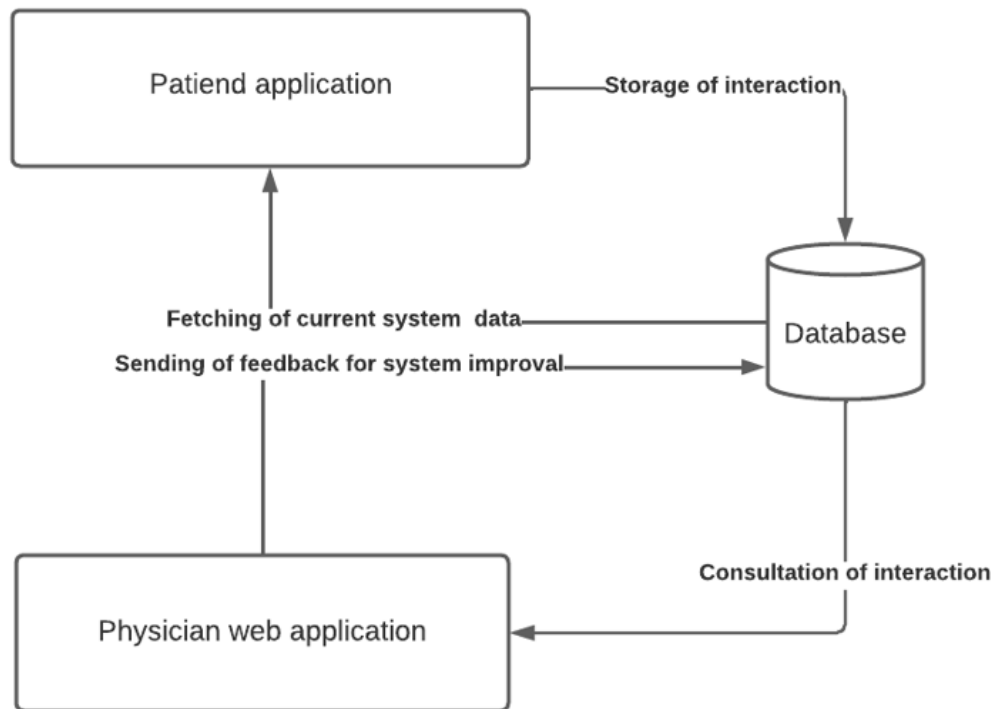 Patiend application
Storage of interaction
Fetching of current system data
Database
Sending of feedback for system improval
Consultation of interaction
Physician web application